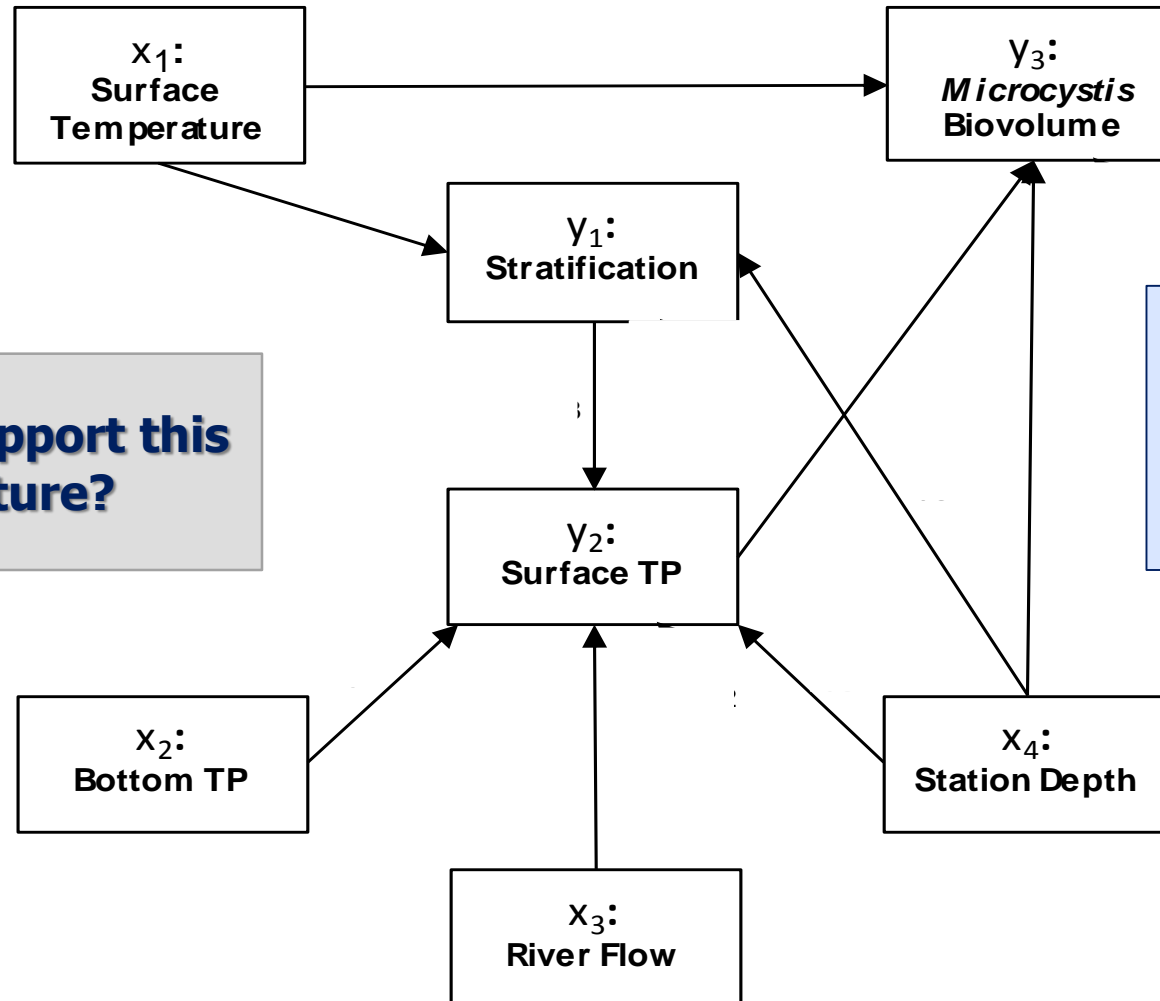 x₁:
Surface
Temperature
y₃:
Microcystis
Biovolume
y₁:
Stratification
pport this
ture?
y₂:
Surface TP
x₂:
Bottom TP
x₄:
Station Depth
x₃:
River Flow